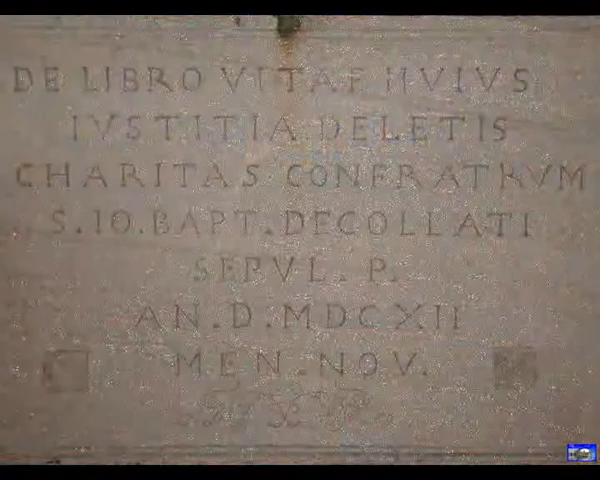 DE LIBRO VITAE HVIVS
IVSTITIA DELETIS
CHARITAS CONFRATRVM
S. IO. BAPT. DECOLLATI
SEPVL. P.
AN. D. MDCXII
MEN. NOV.